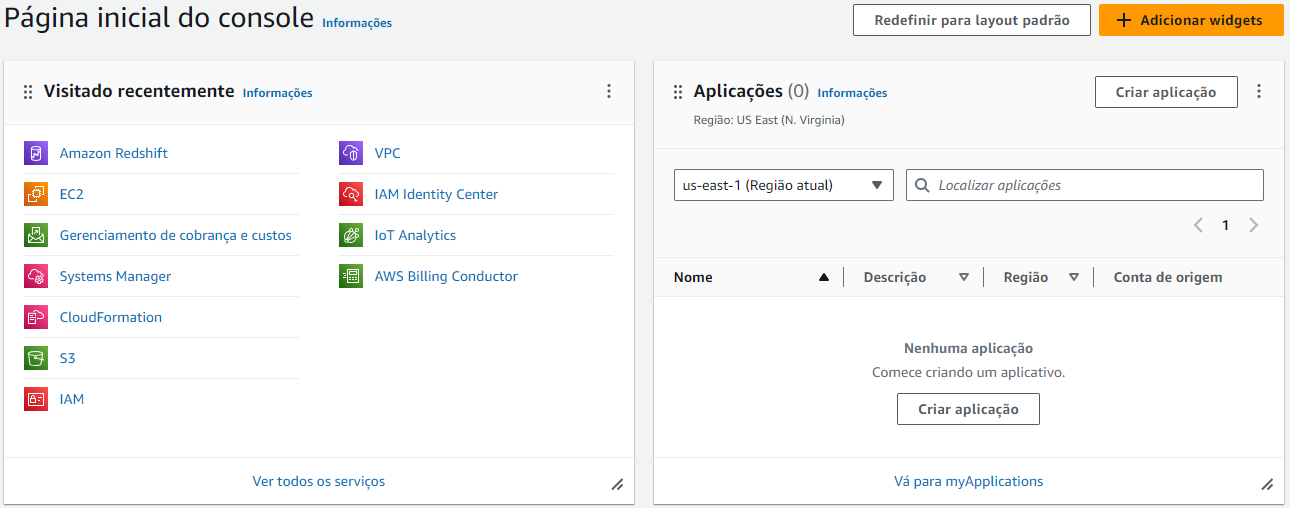 Página inicial do console Informações
Redefinir para layout padrão
Adicionar widgets
Visitado recentemente Informações
Amazon Redshift
EC2
Gerenciamento de cobrança e custos
Systems Manager
CloudFormation
S3
IAM
VPC
IAM Identity Center
IoT Analytics
AWS Billing Conductor
Ver todos os serviços
Aplicações (0) Informações
Região: US East (N. Virginia)
Criar aplicação
us-east-1 (Região atual)
Localizar aplicações
1
Nome Descrição Região Conta de origem
Nenhuma aplicação
Comece criando um aplicativo.
Criar aplicação
Vá para myApplications